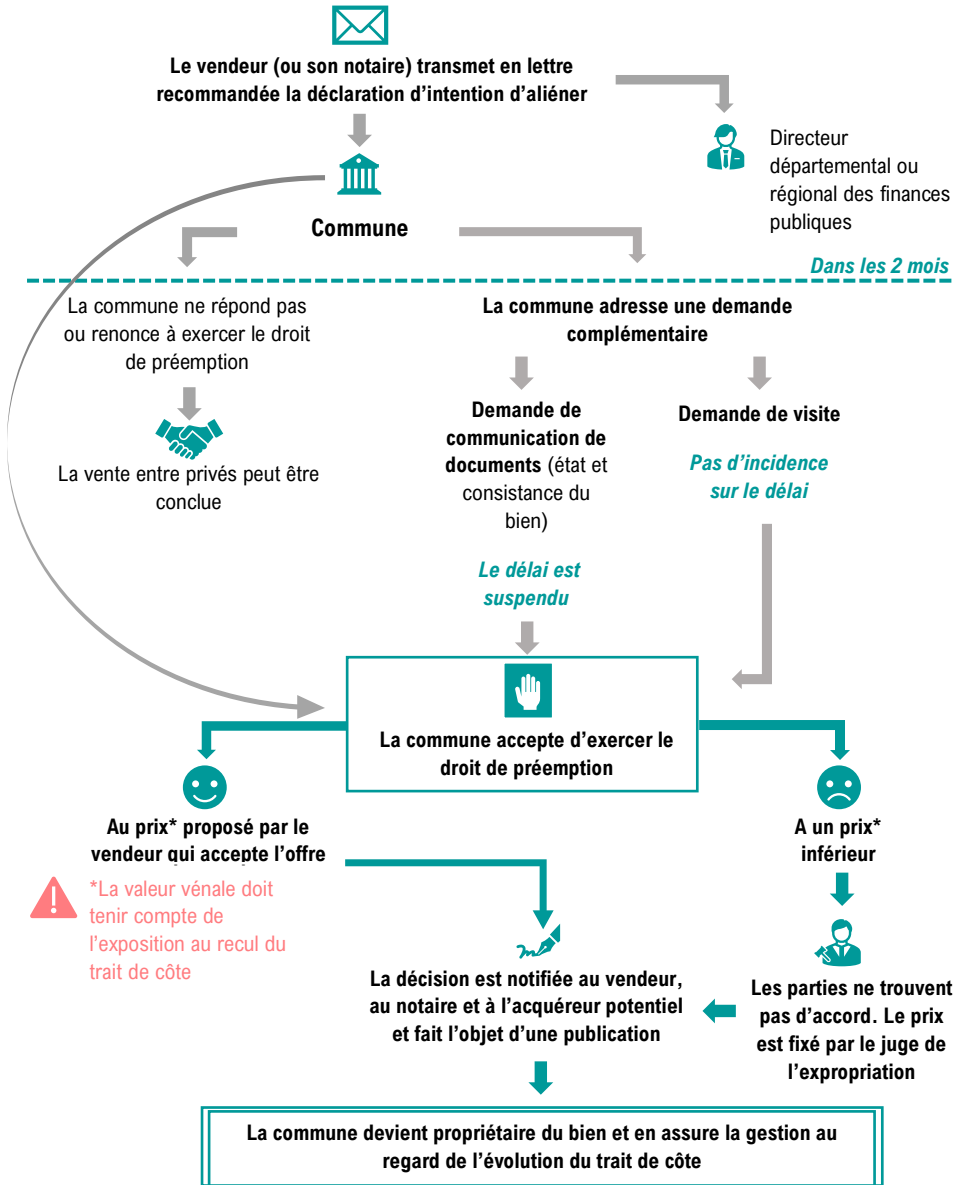 Le vendeur (ou son notaire) transmet en lettre
recommandée la déclaration d'intention d'aliéner
Directeur
départemental ou
régional des finances
publiques
Commune
Dans les 2 mois
La commune ne répond pas
ou renonce à exercer le droit
de préemption
La vente entre privés peut être
conclue
La commune adresse une demande
complémentaire
Demande de
communication de
documents (état et
consistance du
bien)
Le délai est
suspendu
Demande de visite
Pas d'incidence
sur le délai
La commune accepte d'exercer le
droit de préemption
Au prix* proposé par le
vendeur qui accepte l'offre
*La valeur vénale doit
tenir compte de
l'exposition au recul du
trait de côte
A un prix*
inférieur
Les parties ne trouvent
pas d'accord. Le prix
est fixé par le juge de
l'expropriation
La décision est notifiée au vendeur,
au notaire et à l'acquéreur potentiel
et fait l'objet d'une publication
La commune devient propriétaire du bien et en assure la gestion au
regard de l'évolution du trait de côte